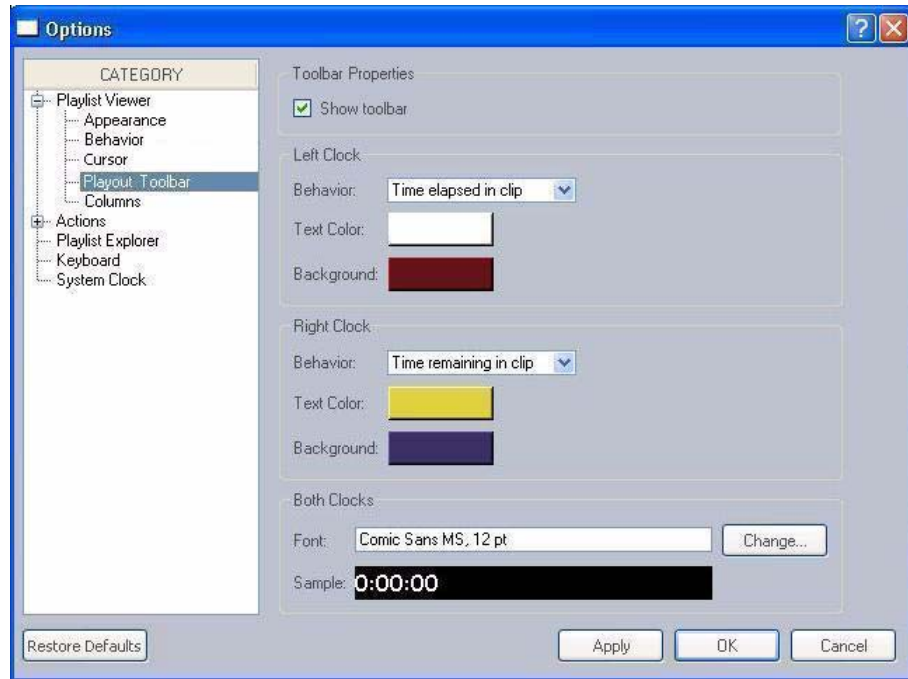 Options
CATEGORY
Playlist Viewer
Appearance
Behavior
Cursor
Playout Toolbar
Columns
Actions
Playlist Explorer
Keyboard
System Clock
Toolbar Properties
Show toolbar
Left Clock
Behavior: Time elapsed in clip
Text Color:
Background:
Right Clock
Behavior: Time remaining in clip
Text Color:
Background:
Both Clocks
Font: Comic Sans MS, 12 pt Change...
Sample: 0:00:00
Restore Defaults Apply OK Cancel